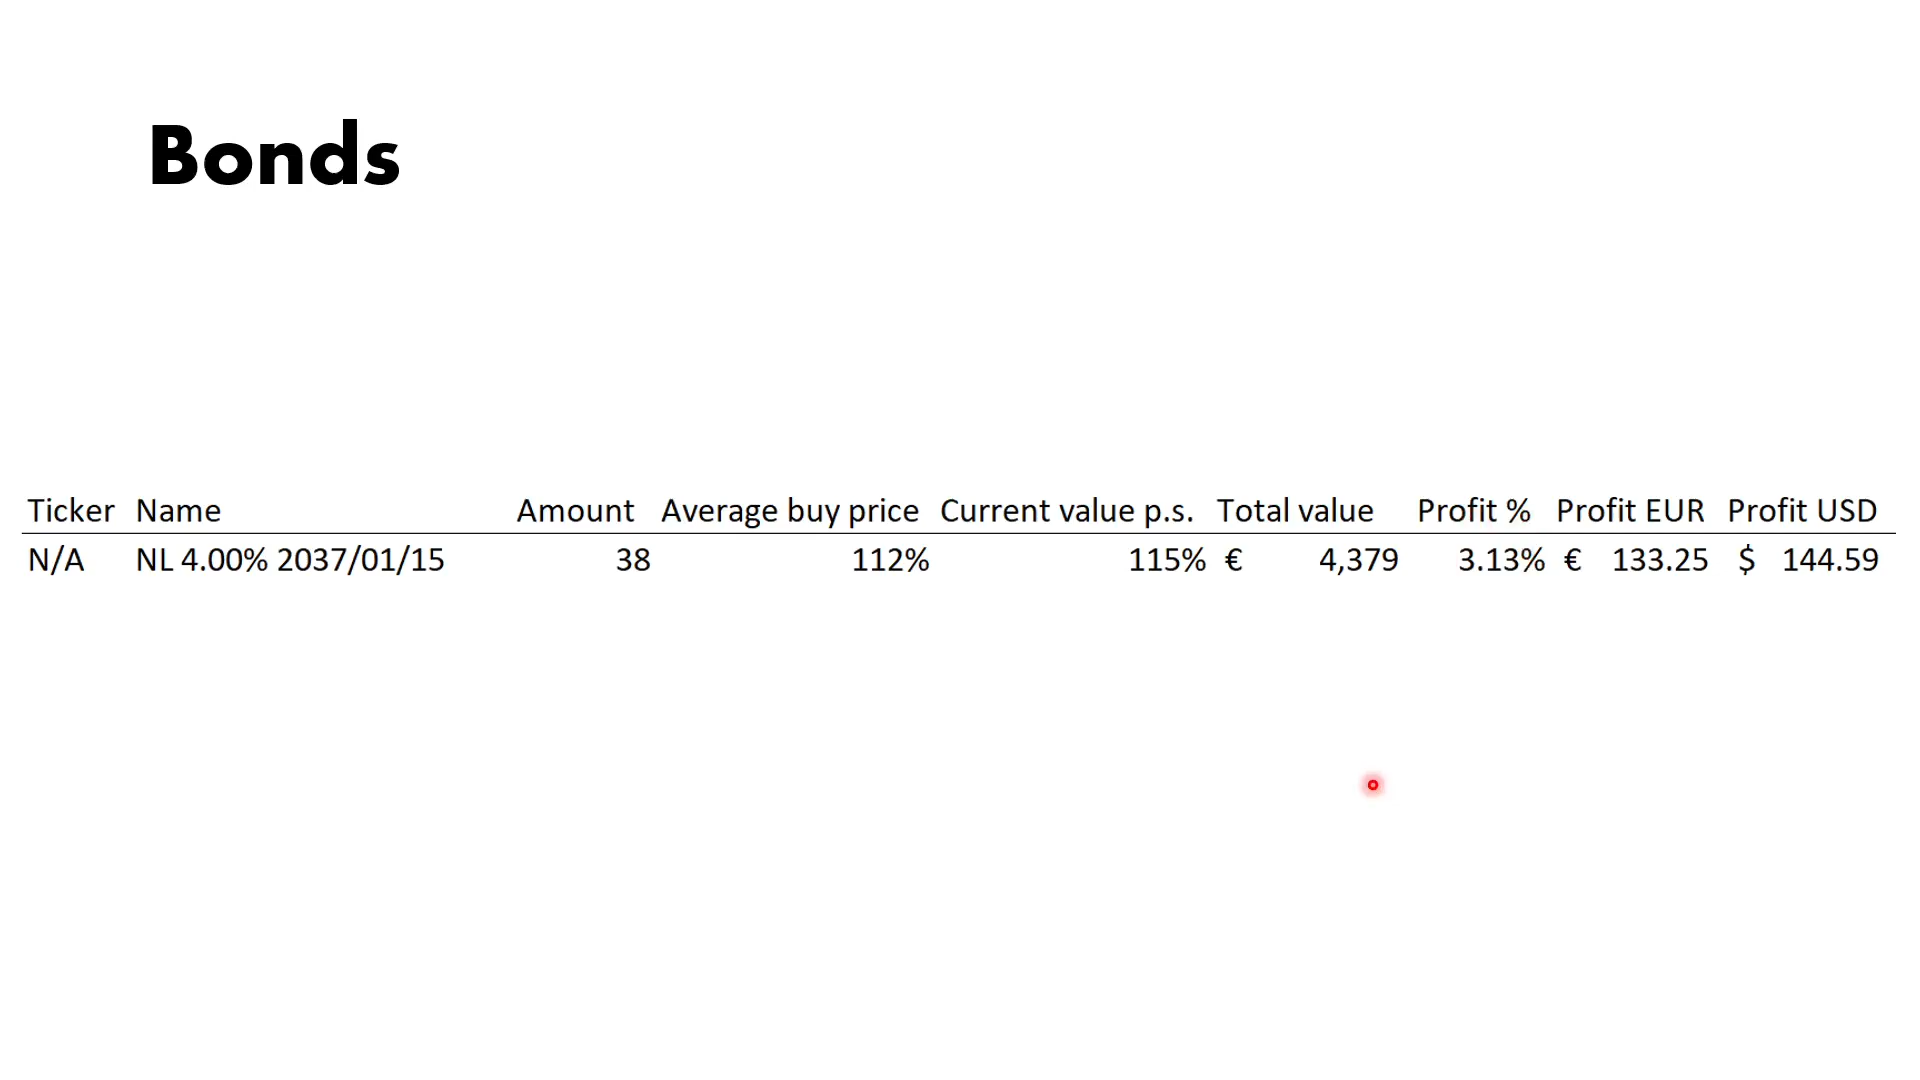 Bonds
Ticker Name Amount Average buy price Current value p.s. Total value Profit % Profit EUR Profit USD
N/A NL 4.00% 2037/01/15 38 112% 115% € 4,379 3.13% € 133.25 $ 144.59